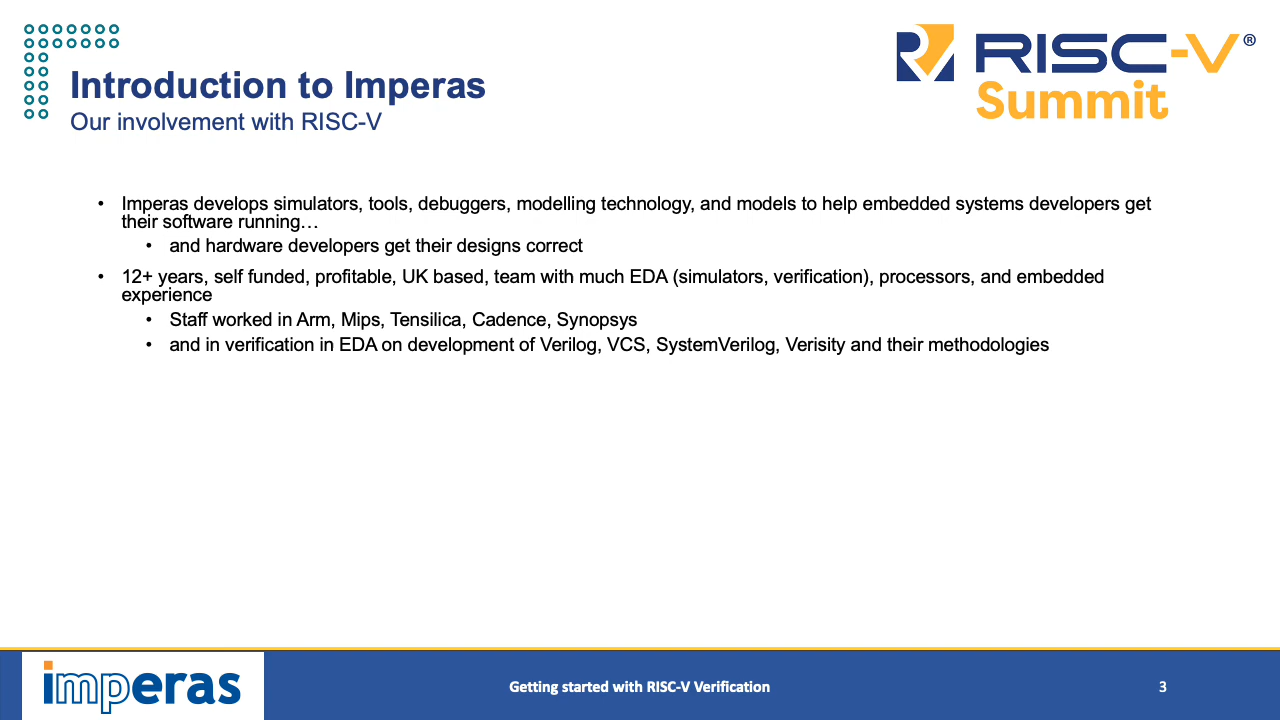 Introduction to Imperas
Our involvement with RISC-V
RISC-V®
Summit
• Imperas develops simulators, tools, debuggers, modelling technology, and models to help embedded systems developers get
their software running…
• and hardware developers get their designs correct
• 12+ years, self funded, profitable, UK based, team with much EDA (simulators, verification), processors, and embedded
experience
• Staff worked in Arm, Mips, Tensilica, Cadence, Synopsys
• and in verification in EDA on development of Verilog, VCS, SystemVerilog, Verisity and their methodologies
imperas
Getting started with RISC-V Verification
3